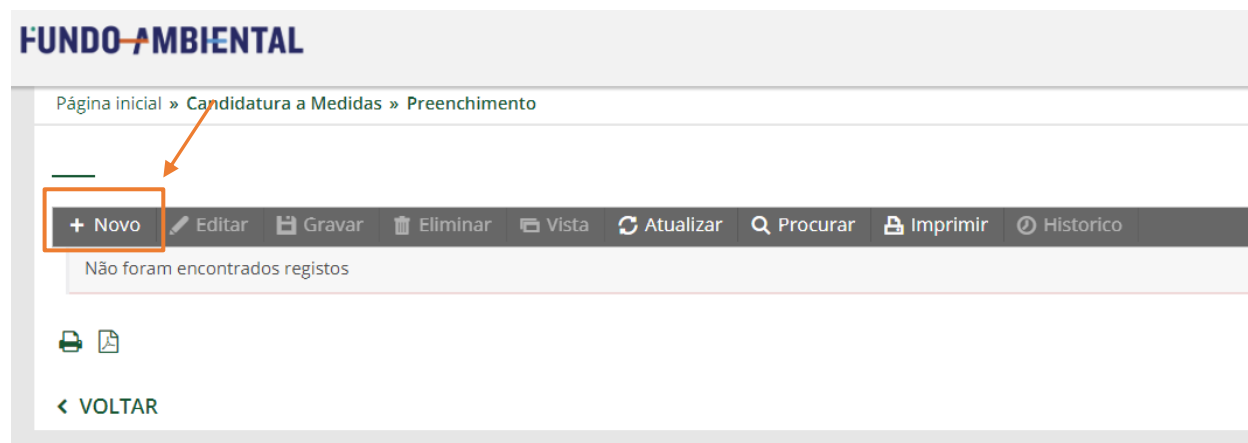 FUNDO AMBIENTAL
Página inicial » Candidatura a Medidas » Preenchimento
+ Novo Editar Gravar Eliminar Vista Atualizar Procurar Imprimir Historico
Não foram encontrados registos
< VOLTAR